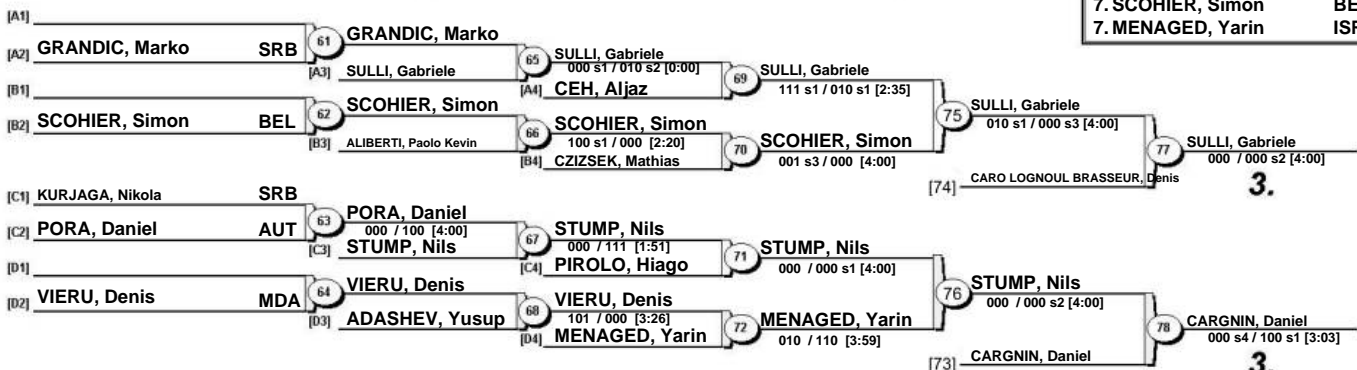 7. SCOHIER, Simon BE
7. MENAGED, Yarin ISR
[A1]
[A2] GRANDIC, Marko SRB
61 GRANDIC, Marko
[A3] SULLI, Gabriele
65 SULLI, Gabriele
000 s1 / 010 s2 [0:00]
[A4] CEH, Aljaz
69 SULLI, Gabriele
111 s1 / 010 s1 [2:35]
[B1]
[B2] SCOHIER, Simon BEL
62 SCOHIER, Simon
[B3] ALIBERTI, Paolo Kevin
66 SCOHIER, Simon
100 s1 / 000 [2:20]
[B4] CZIZSEK, Mathias
70 SCOHIER, Simon
001 s3 / 000 [4:00]
75 SULLI, Gabriele
010 s1 / 000 s3 [4:00]
[74] CARO LOGNOUL BRASSEUR, Denis
77 SULLI, Gabriele
000 / 000 s2 [4:00]
3.
[C1] KURJAGA, Nikola SRB
[C2] PORA, Daniel AUT
63 PORA, Daniel
000 / 100 [4:00]
[C3] STUMP, Nils
67 STUMP, Nils
000 / 111 [1:51]
[C4] PIROLO, Hiago
71 STUMP, Nils
000 / 000 s1 [4:00]
[D1]
[D2] VIERU, Denis MDA
64 VIERU, Denis
[D3] ADASHEV, Yusup
68 VIERU, Denis
101 / 000 [3:26]
[D4] MENAGED, Yarin
72 MENAGED, Yarin
010 / 110 [3:59]
76 STUMP, Nils
000 / 000 s2 [4:00]
[73] CARGNIN, Daniel
78 CARGNIN, Daniel
000 s4 / 100 s1 [3:03]
3.